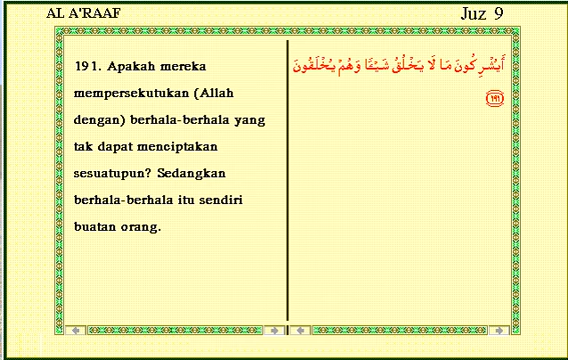 AL A'RAAF
Juz 9
191. Apakah mereka
mempersekutukan (Allah
dengan) berhala-berhala yang
tak dapat menciptakan
sesuatupun? Sedangkan
berhala-berhala itu sendiri
buatan orang.
أَيُشْرِكُونَ مَا لَا يَخْلُقُ شَيْـًٔا وَهُمْ يُخْلَقُونَ
١٩١